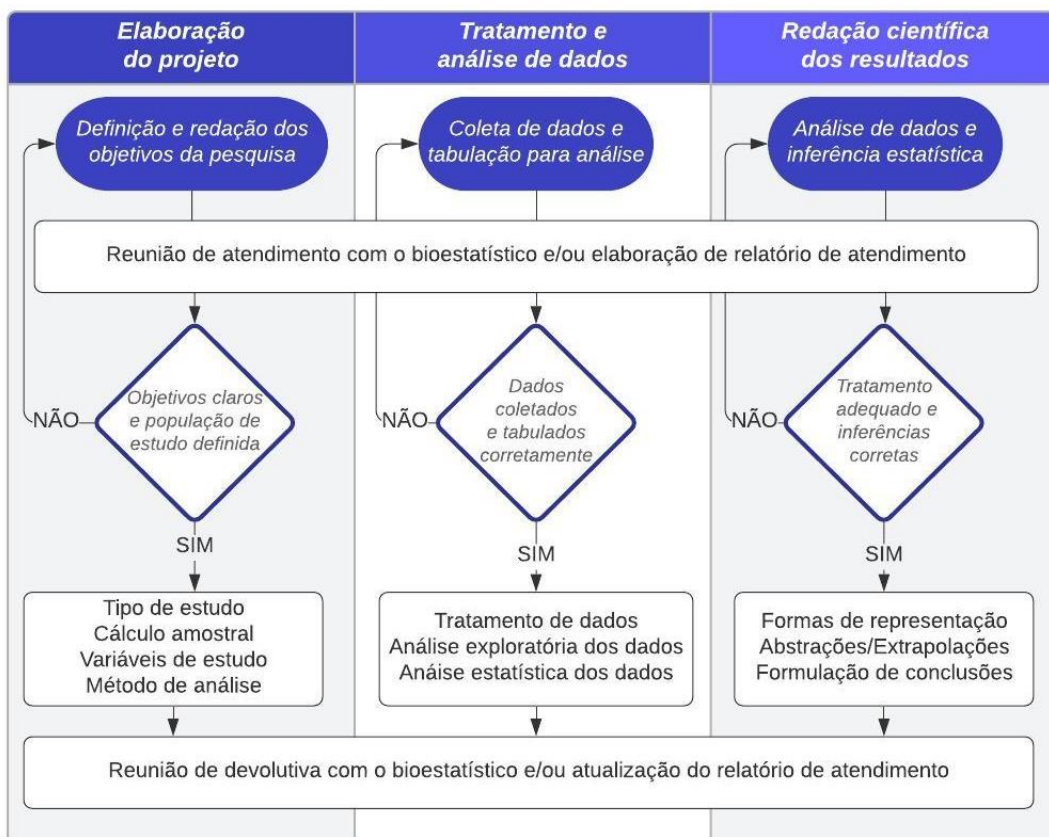 Elaboração
do projeto
Tratamento e
análise de dados
Redação científica
dos resultados
Definição e redação dos
objetivos da pesquisa
Coleta de dados e
tabulação para análise
Análise de dados e
inferência estatística
Reunião de atendimento com o bioestatístico e/ou elaboração de relatório de atendimento
Objetivos claros
e população de
estudo definida
NÃO
Dados
coletados
e tabulados
corretamente
NÃO
Tratamento
adequado e
inferências
corretas
NÃO
SIM
SIM
SIM
Tipo de estudo
Cálculo amostral
Variáveis de estudo
Método de análise
Tratamento de dados
Análise exploratória dos dados
Anáise estatística dos dados
Formas de representação
Abstrações/Extrapolações
Formulação de conclusões
Reunião de devolutiva com o bioestatístico e/ou atualização do relatório de atendimento